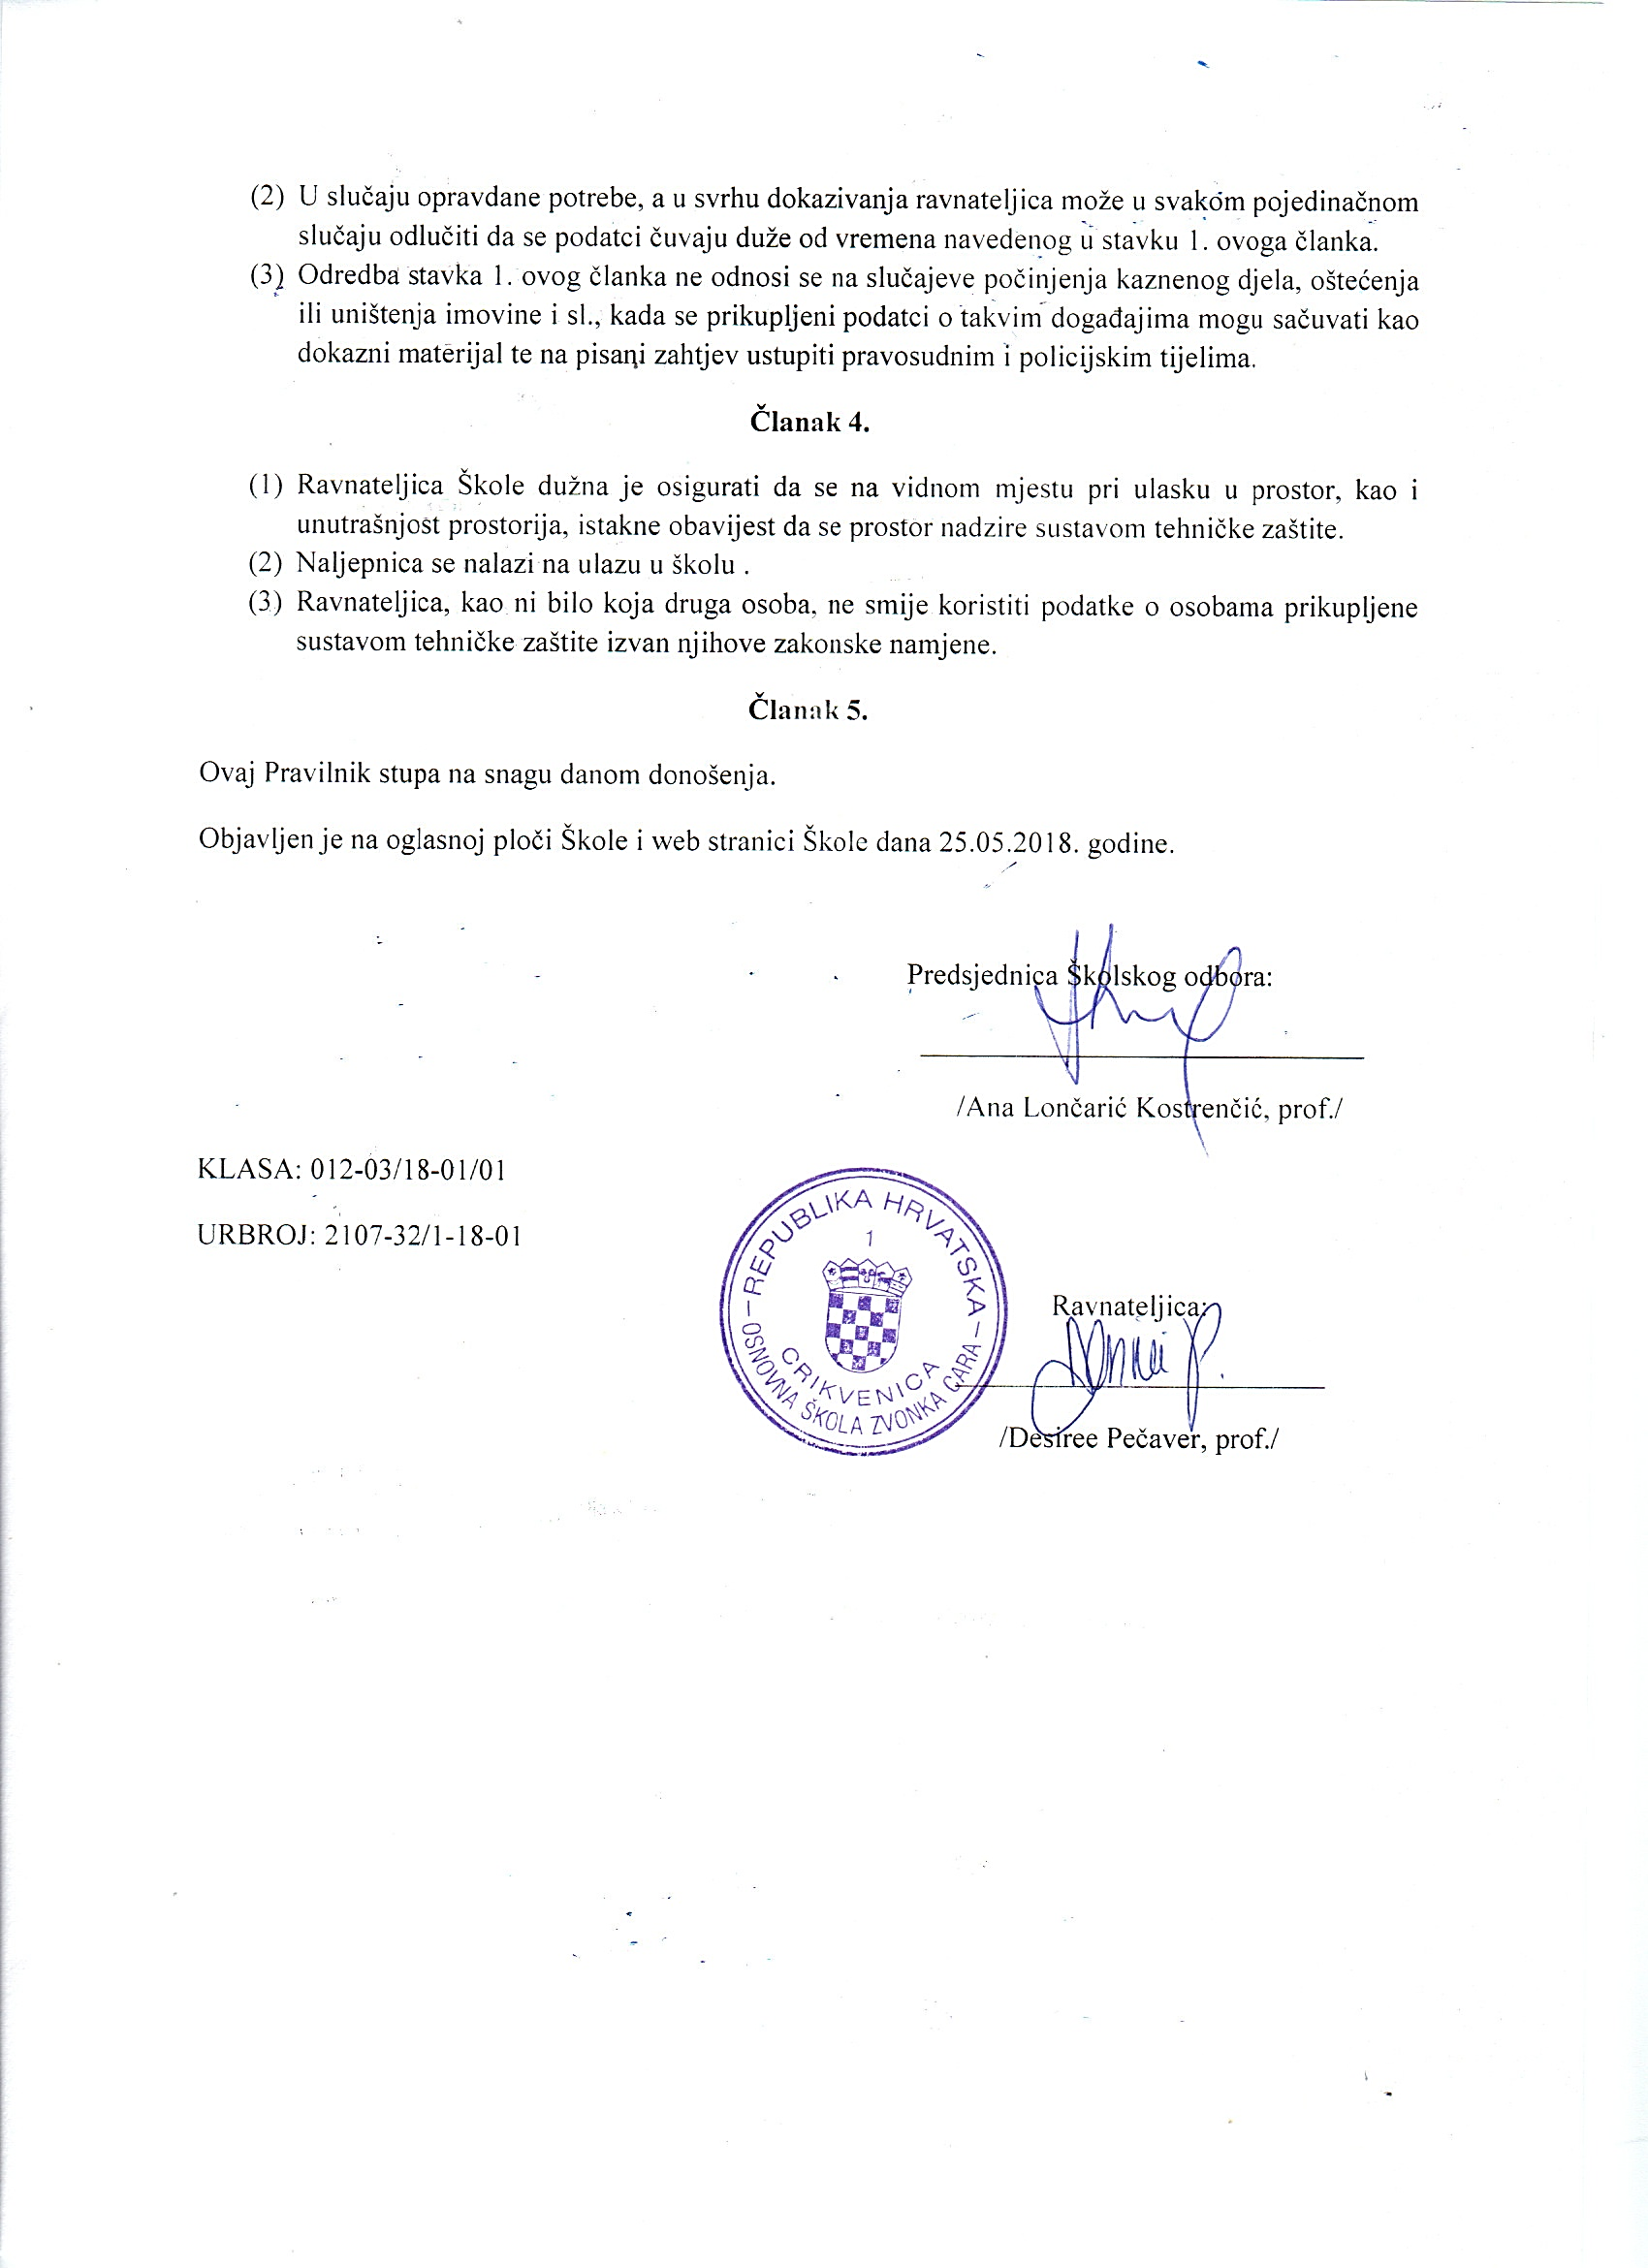 (2) U slučaju opravdane potrebe, a u svrhu dokazivanja ravnateljica može u svakom pojedinačnom
slučaju odlučiti da se podatci čuvaju duže od vremena navedenog u stavku 1. ovoga članka.
(3) Odredba stavka 1. ovog članka ne odnosi se na slučajeve počinjenja kaznenog djela, oštećenja
ili uništenja imovine i sl., kada se prikupljeni podatci o takvim događajima mogu sačuvati kao
dokazni materijal te na pisani zahtjev ustupiti pravosudnim i policijskim tijelima.
Članak 4.
(1) Ravnateljica Škole dužna je osigurati da se na vidnom mjestu pri ulasku u prostor, kao i
unutrašnjost prostorija, istakne obavijest da se prostor nadzire sustavom tehničke zaštite.
(2) Naljepnica se nalazi na ulazu u školu .
(3) Ravnateljica, kao ni bilo koja druga osoba, ne smije koristiti podatke o osobama prikupljene
sustavom tehničke zaštite izvan njihove zakonske namjene.
Članak 5.
Ovaj Pravilnik stupa na snagu danom donošenja.
Objavljen je na oglasnoj ploči Škole i web stranici Škole dana 25.05.2018. godine.
Predsjednica Školskog odbora:
/Ana Lončarić Kostrenčić, prof./
KLASA: 012-03/18-01/01
URBROJ: 2107-32/1-18-01
REPUBLIKA HRVATSKA
1
CRIKVENICA
OSNOVNA ŠKOLA ZVONKA CARA
Ravnateljica:
/Desiree Pečaver, prof./